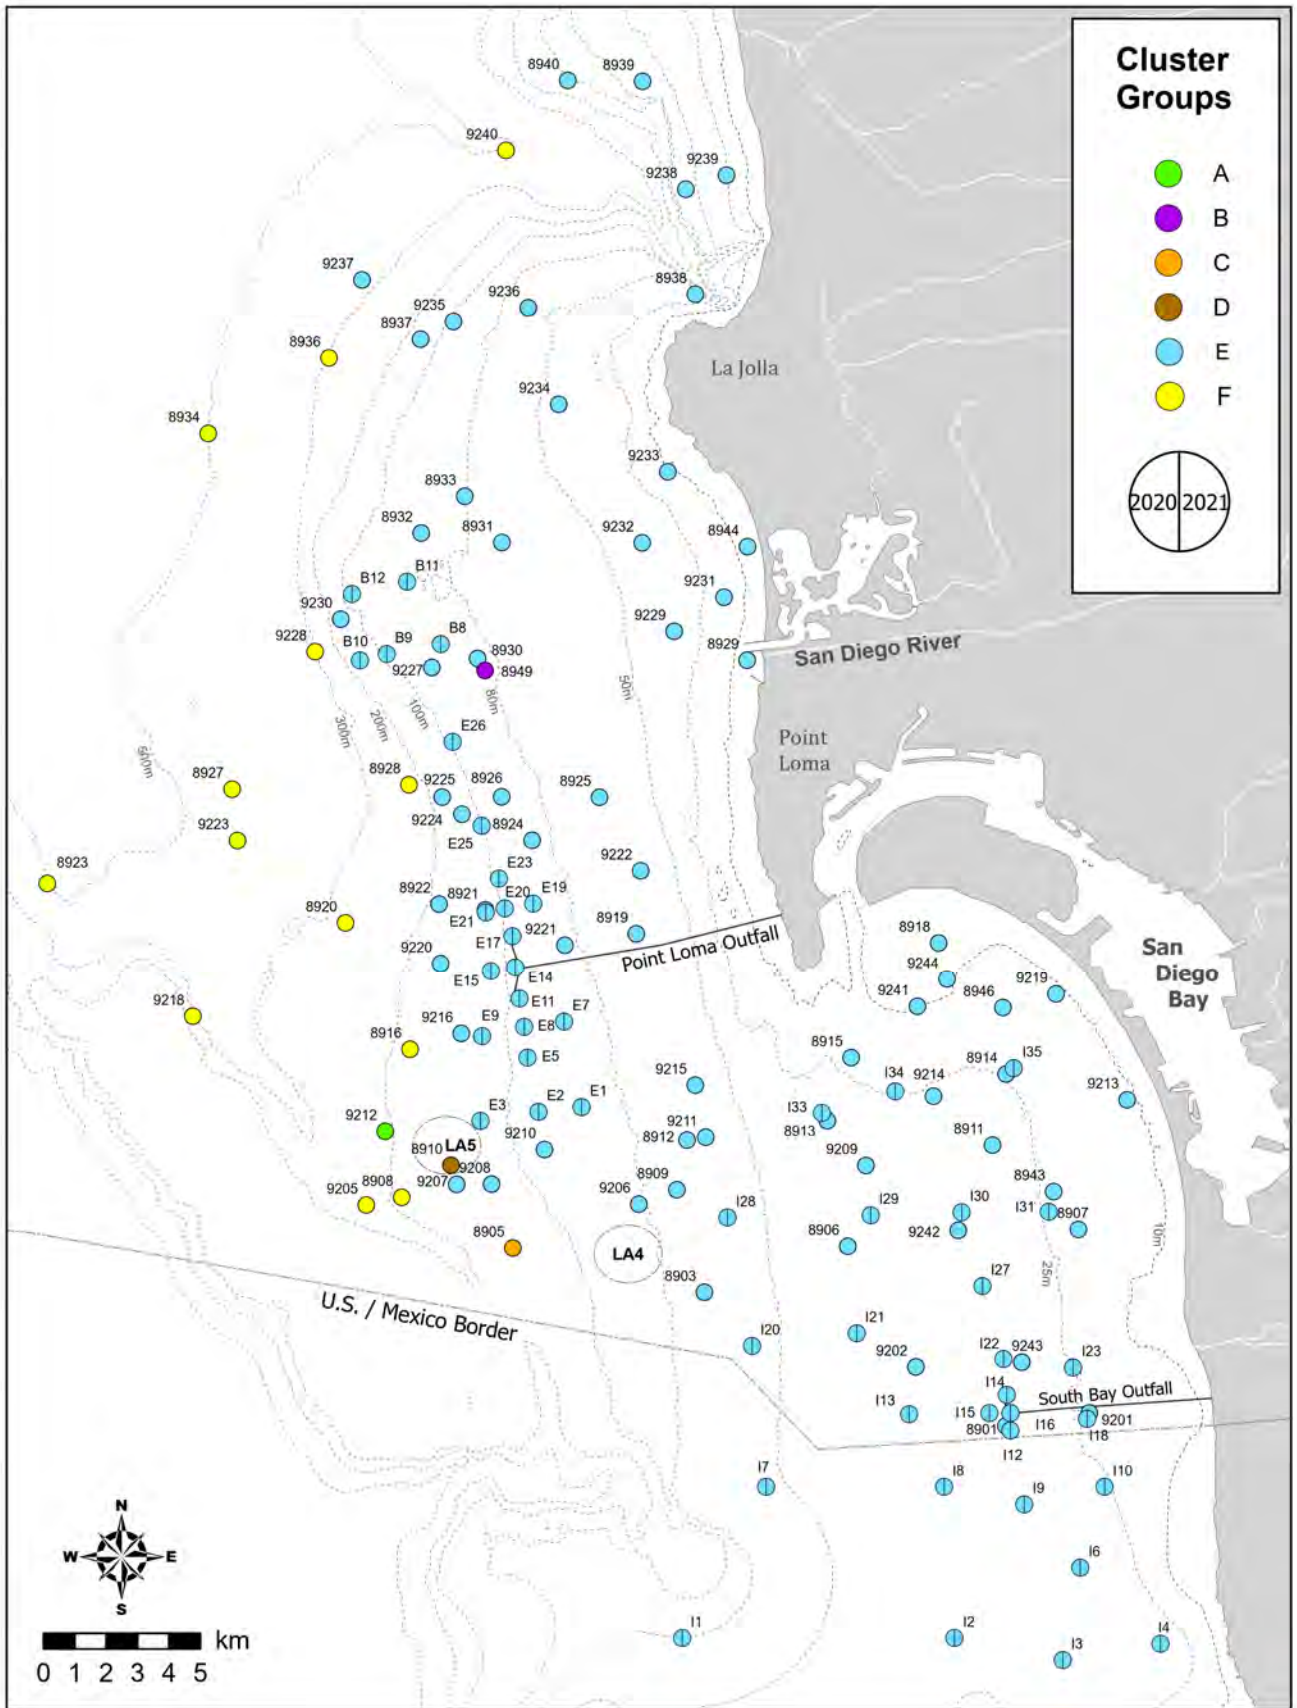 Cluster
Groups
A
B
C
D
E
F
2020 2021
8940
8939
9240
9239
9238
9237
8938
9236
9235
8937
8936
La Jolla
9234
8934
9233
8933
8932
8931
9232
8944
B11
B12
9231
9230
9229
B8
9228
B10
B9
8930
8929
San Diego River
9227
8949
80m
50m
100m
200m
300m
E26
Point
Loma
600m
8928
8927
9225
8926
8925
9224
8924
9223
E25
9222
E23
8923
8922
8921
E20
E19
8920
E21
8919
E17
9221
Point Loma Outfall
8918
San
Diego
Bay
9220
E15
E14
9244
9219
9241
8946
9218
E11
E7
9216
E9
E8
8916
8915
E5
8914
I35
9215
I34
9214
9213
E2
E1
E3
I33
9212
8913
9211
8912
8911
LA5
9210
8910
9209
9208
8909
8943
9207
8908
9205
9206
I28
I29
I30
I31
8907
9242
8906
8905
10m
LA4
25m
I27
8903
U.S. / Mexico Border
I21
I20
I22
9243
9202
I23
I14
South Bay Outfall
I13
I15
I16
9201
8901
I18
I12
I7
I8
I10
I9
N
W
E
S
I6
I1
I2
I4
I3
km
0 1 2 3 4 5